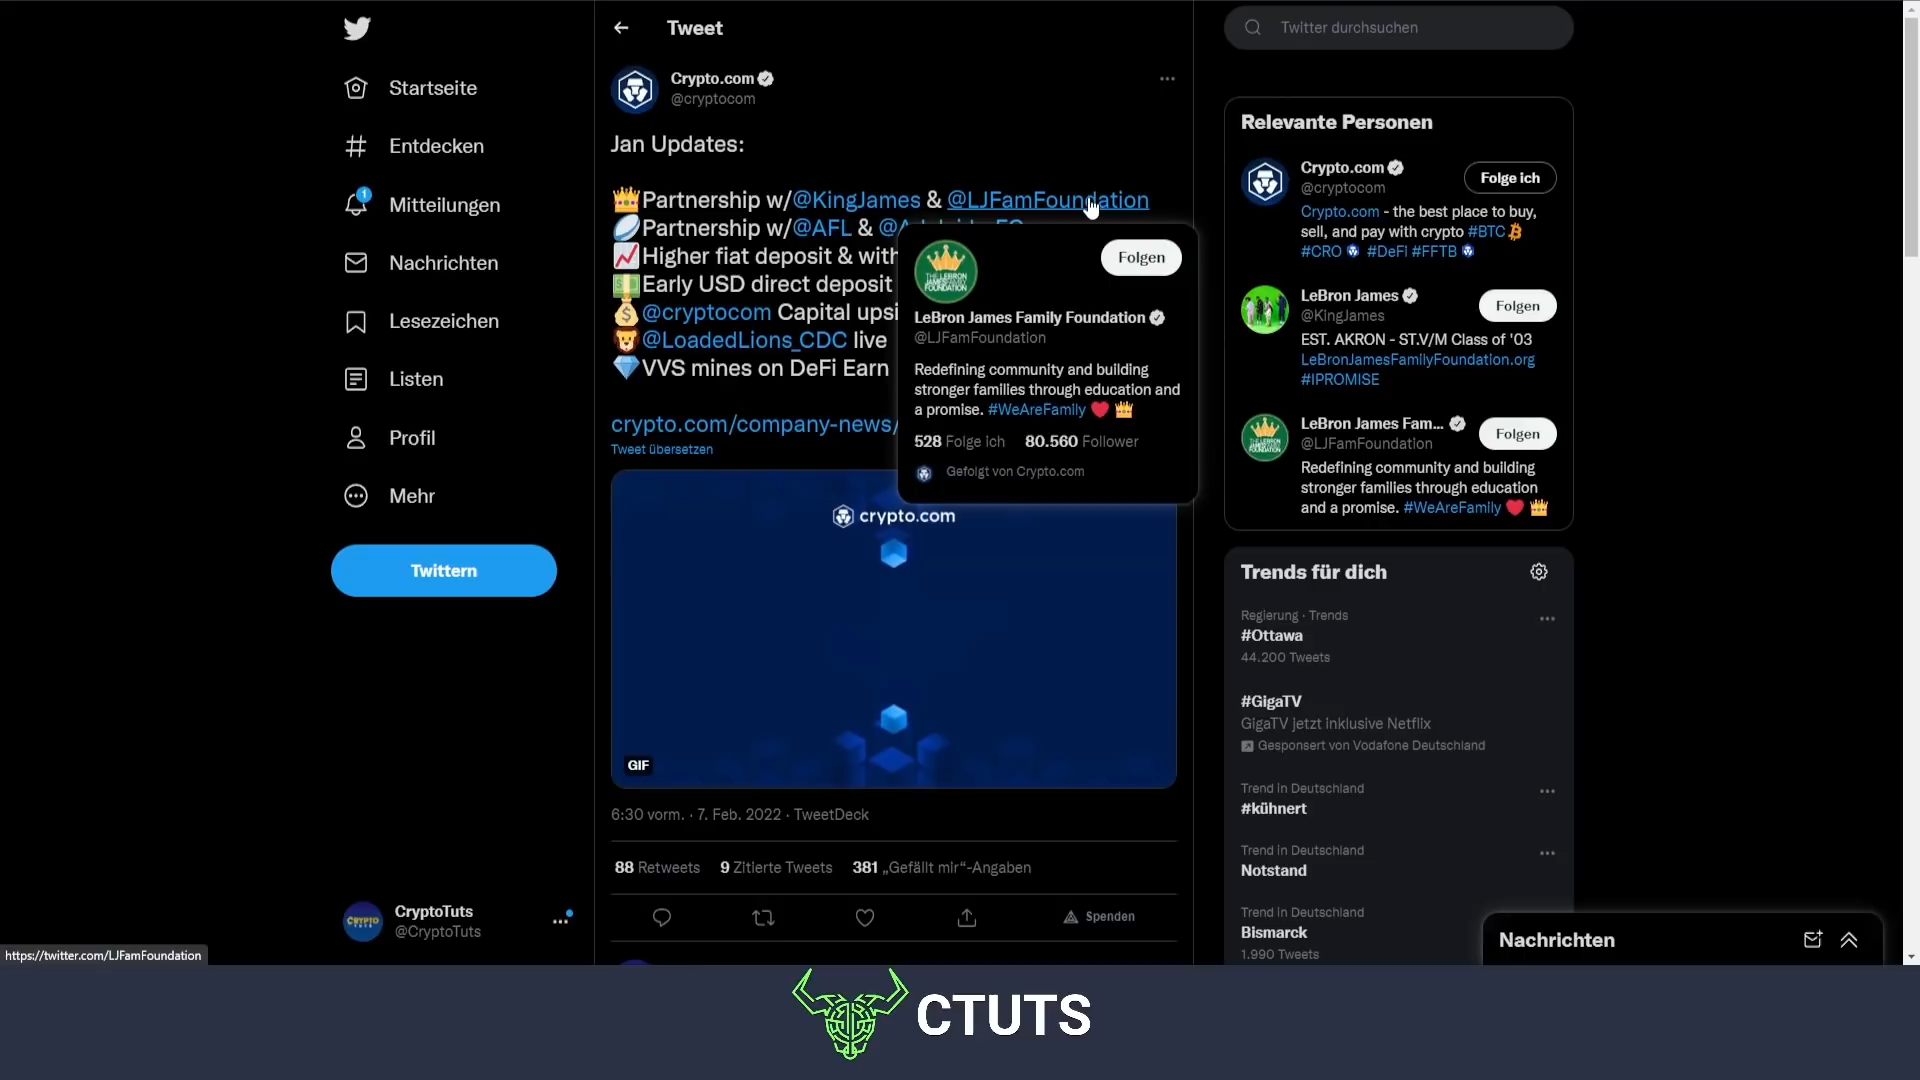 Startseite
Entdecken
1
Mitteilungen
Nachrichten
Lesezeichen
Listen
Profil
Mehr
Twittern
CryptoTuts
@CryptoTuts
https://twitter.com/LJFamFoundation
Tweet
Crypto.com
@cryptocom
Jan Updates:
👑Partnership w/@KingJames & @LJFamFoundation
🏉Partnership w/@AFL &
📈Higher fiat deposit & with
💵Early USD direct deposit
💰@cryptocom Capital upsi
🦁@LoadedLions_CDC live
💎VVS mines on DeFi Earn
crypto.com/company-news/
Tweet übersetzen
Folgen
LeBron James Family Foundation
@LJFamFoundation
Redefining community and building
stronger families through education and
a promise. #WeAreFamily ❤️ 👑
528 Folge ich 80.560 Follower
Gefolgt von Crypto.com
crypto.com
GIF
6:30 vorm. · 7. Feb. 2022 · TweetDeck
88 Retweets 9 Zitierte Tweets 381 „Gefällt mir“-Angaben
Spenden
Twitter durchsuchen
Relevante Personen
Crypto.com
@cryptocom
Folge ich
Crypto.com - the best place to buy,
sell, and pay with crypto #BTC
#CRO #DeFi #FFTB
LeBron James
@KingJames
Folgen
EST. AKRON - ST.V/M Class of '03
LeBronJamesFamilyFoundation.org
#IPROMISE
LeBron James Fam...
@LJFamFoundation
Folgen
Redefining community and building
stronger families through education
and a promise. #WeAreFamily ❤️ 👑
Trends für dich
Regierung · Trends
#Ottawa
44.200 Tweets
#GigaTV
GigaTV jetzt inklusive Netflix
Gesponsert von Vodafone Deutschland
Trend in Deutschland
#kühnert
Trend in Deutschland
Notstand
Trend in Deutschland
Bismarck
1.990 Tweets
Nachrichten
CTUTS